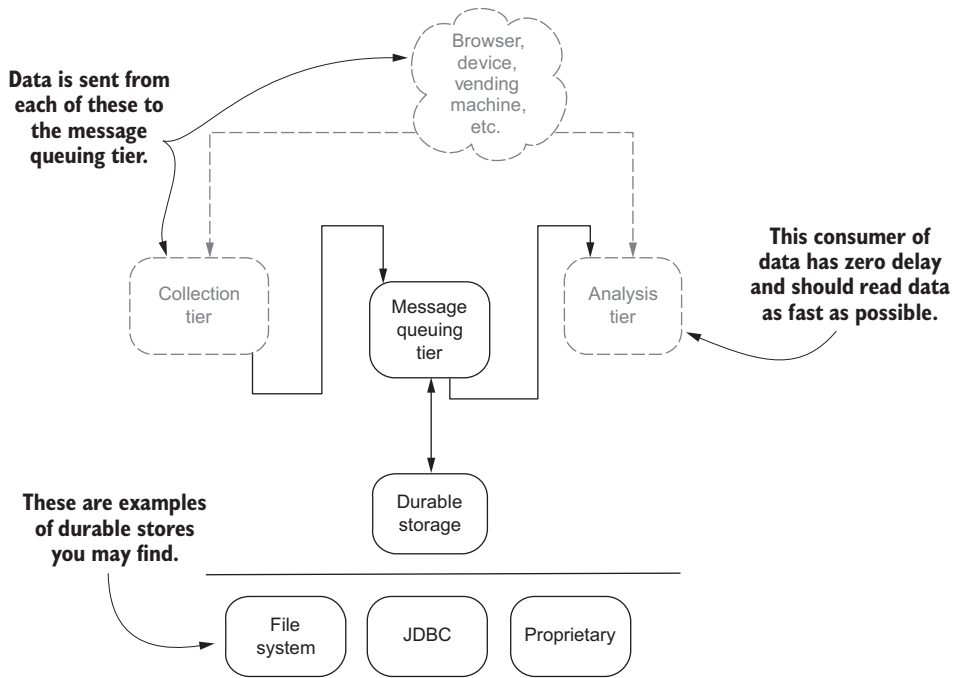 Browser,
device,
vending
machine,
etc.
Data is sent from
each of these to
the message
queuing tier.
Collection
tier
Message
queuing
tier
Analysis
tier
This consumer of
data has zero delay
and should read data
as fast as possible.
Durable
storage
These are examples
of durable stores
you may find.
File
system
JDBC
Proprietary